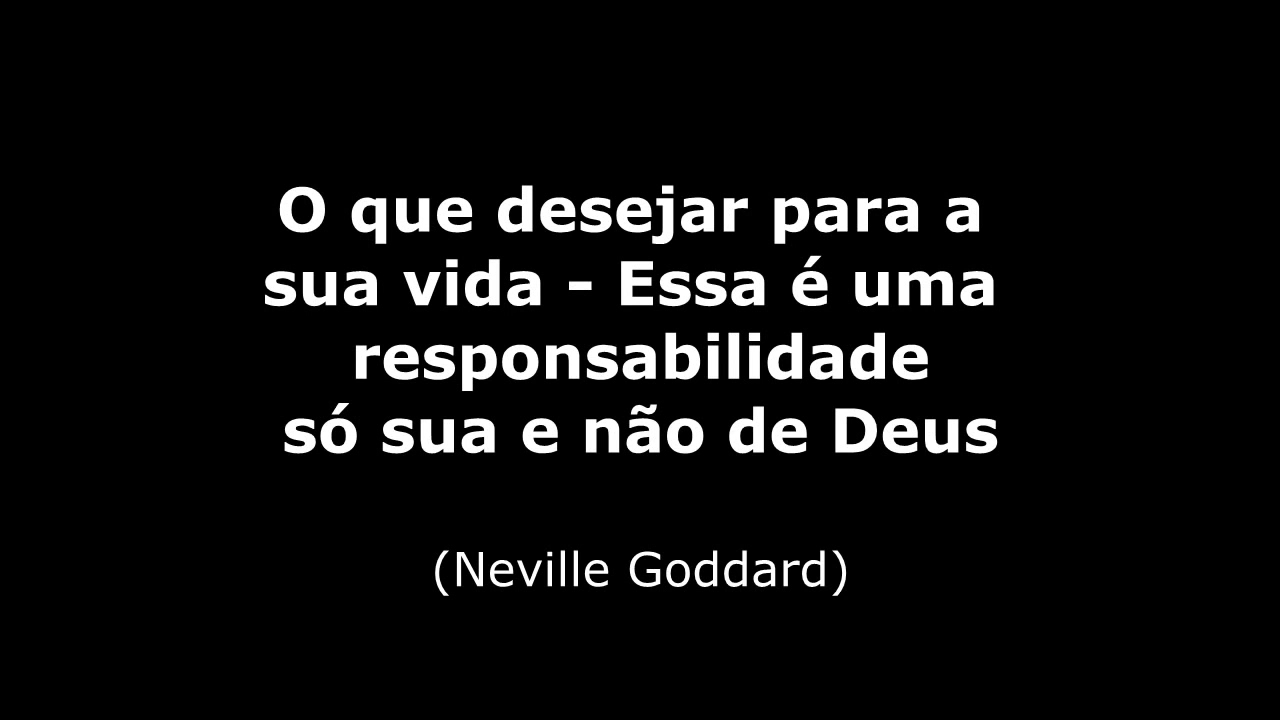 O que desejar para a
sua vida - Essa é uma
responsabilidade
só sua e não de Deus
(Neville Goddard)